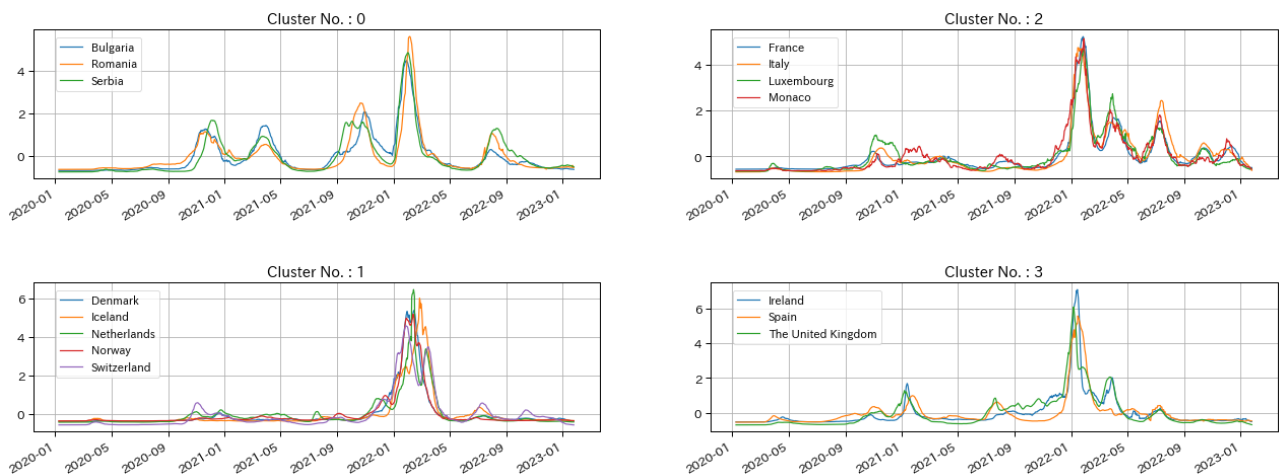 Cluster No. : 0
Bulgaria
Romania
Serbia
4
2
0
2020-01
2020-05
2020-09
2021-01
2021-05
2021-09
2022-01
2022-05
2022-09
2023-01
Cluster No. : 2
France
Italy
Luxembourg
Monaco
4
2
0
2020-01
2020-05
2020-09
2021-01
2021-05
2021-09
2022-01
2022-05
2022-09
2023-01
Cluster No. : 1
Denmark
Iceland
Netherlands
Norway
Switzerland
6
4
2
0
2020-01
2020-05
2020-09
2021-01
2021-05
2021-09
2022-01
2022-05
2022-09
2023-01
Cluster No. : 3
Ireland
Spain
The United Kingdom
6
4
2
0
2020-01
2020-05
2020-09
2021-01
2021-05
2021-09
2022-01
2022-05
2022-09
2023-01